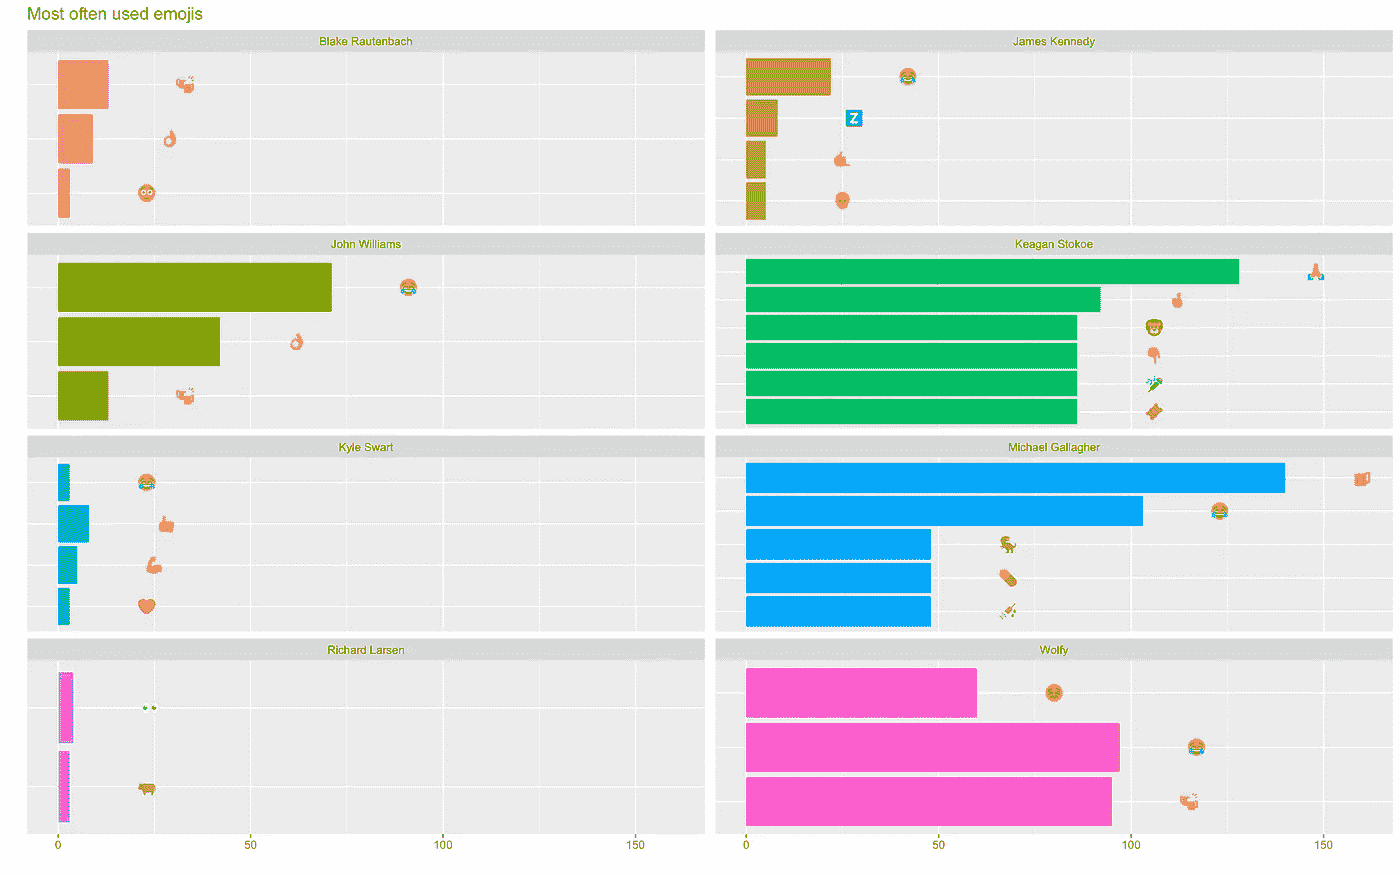 Most often used emojis
Blake Rautenbach
James Kennedy
Z
John Williams
Keagan Stokoe
Kyle Swart
Michael Gallagher
Richard Larsen
Wolfy
0 50 100 150
0 50 100 150